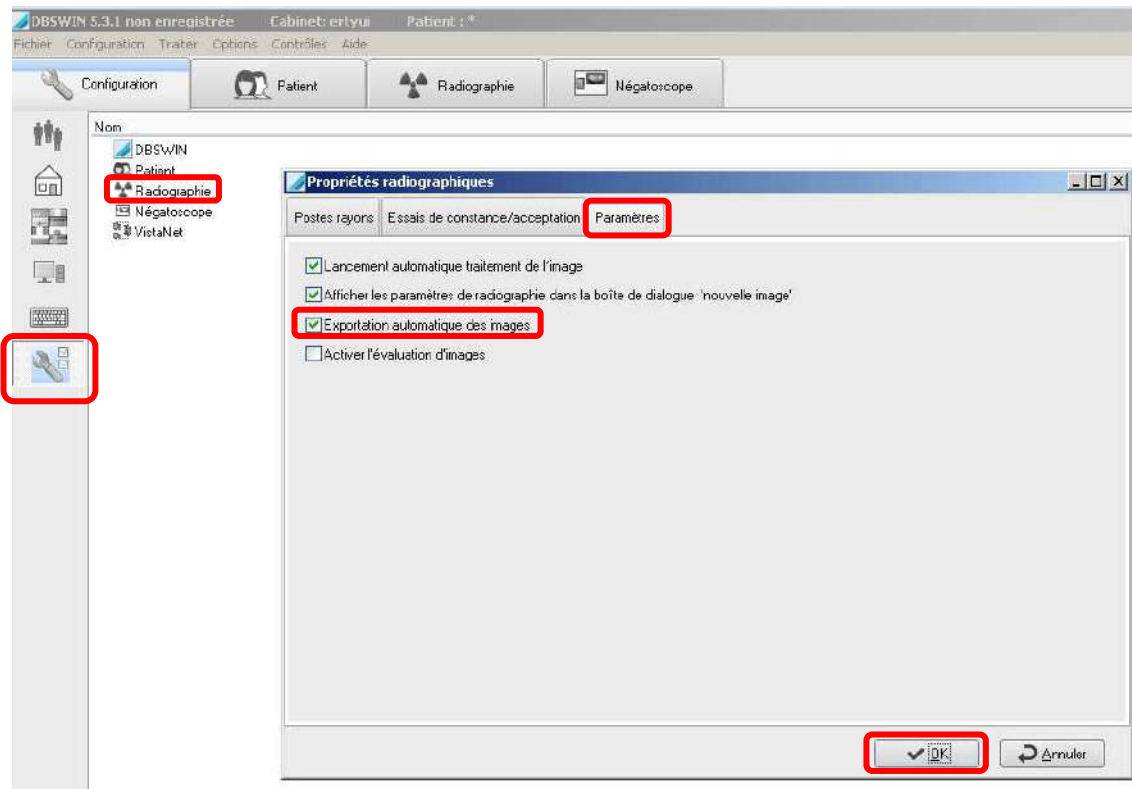 DBSWIN 5.3.1 non enregistrée Cabinet: ertyui Patient : *
Fichier Configuration Traiter Options Contrôles Aide
Configuration Patient Radiographie Négatoscope
Nom
DBSWIN
Patient
Radiographie
Négatoscope
VistaNet
Propriétés radiographiques
Postes rayons Essais de constance/acceptation Paramètres
Lancement automatique traitement de l'image
Afficher les paramètres de radiographie dans la boîte de dialogue 'nouvelle image'
Exportation automatique des images
Activer l'évaluation d'images
OK Annuler